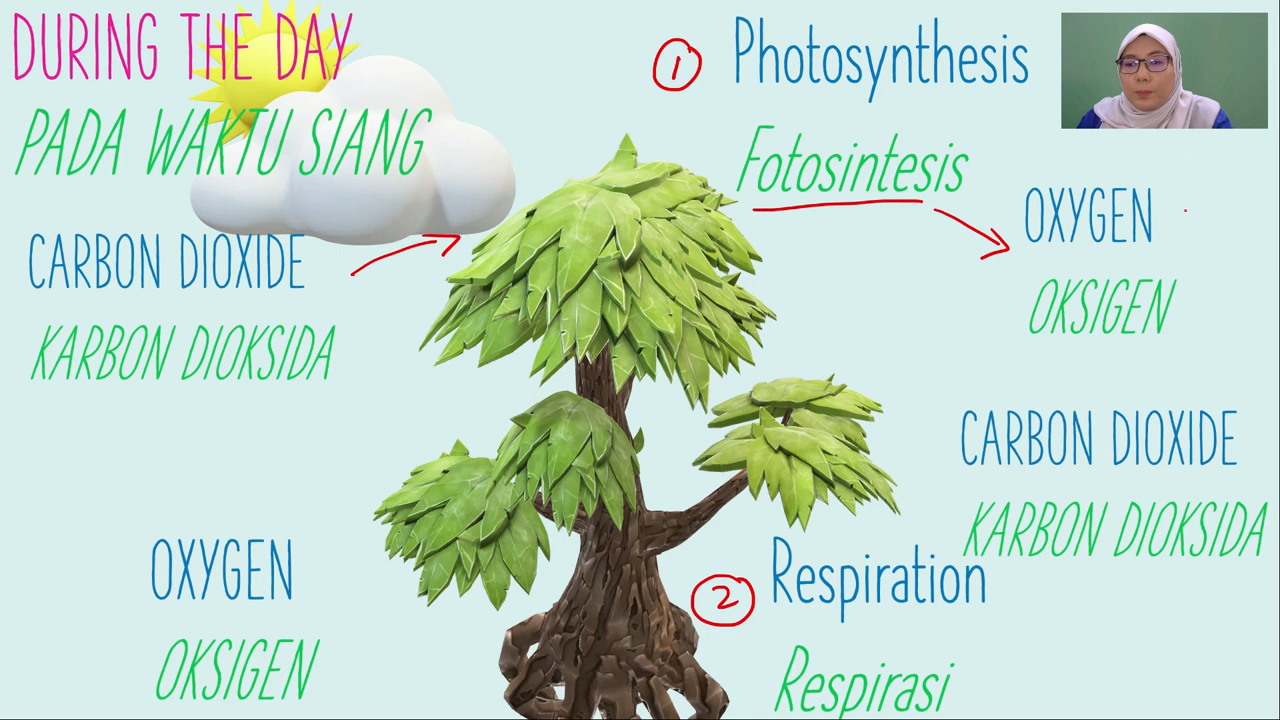 DURING THE DAY
PADA WAKTU SIANG
CARBON DIOXIDE
KARBON DIOKSIDA
OXYGEN
OKSIGEN
1 Photosynthesis
Fotosintesis
OXYGEN
OKSIGEN
CARBON DIOXIDE
KARBON DIOKSIDA
2 Respiration
Respirasi